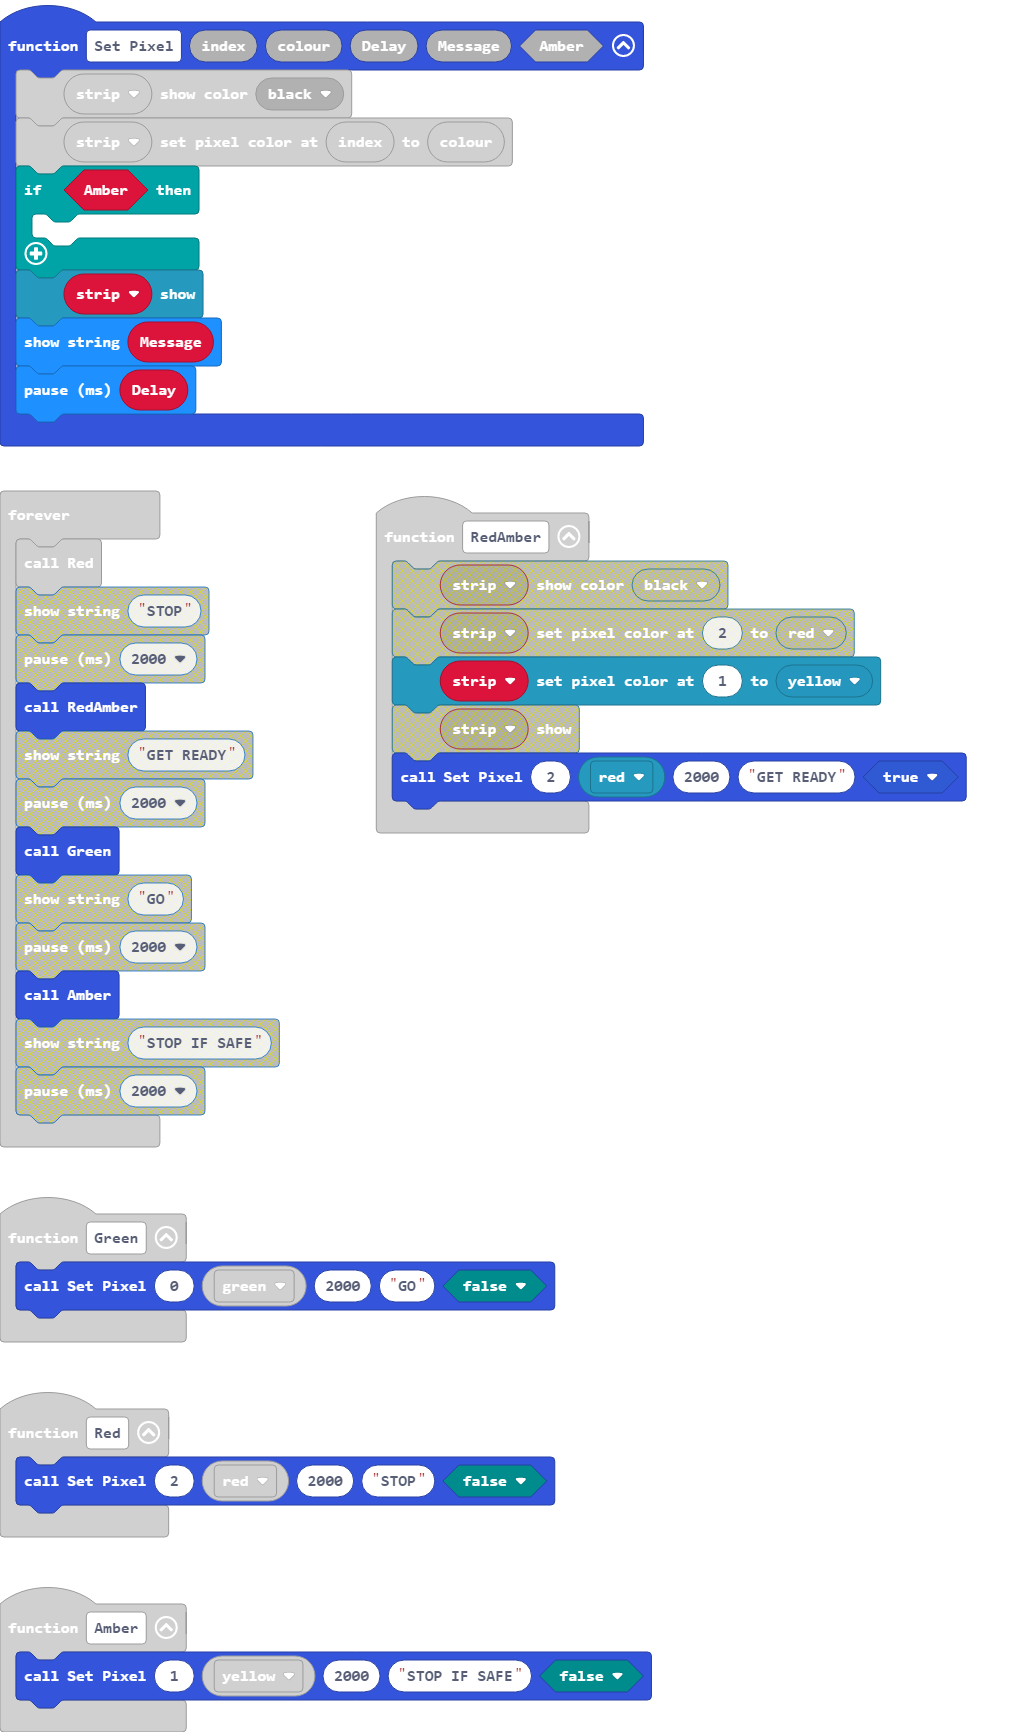 function Set Pixel index colour Delay Message Amber
strip show color black
strip set pixel color at index to colour
if Amber then
strip show
show string Message
pause (ms) Delay
forever
call Red
show string "STOP"
pause (ms) 2000
call RedAmber
show string "GET READY"
pause (ms) 2000
call Green
show string "GO"
pause (ms) 2000
call Amber
show string "STOP IF SAFE"
pause (ms) 2000
function RedAmber
strip show color black
strip set pixel color at 2 to red
strip set pixel color at 1 to yellow
strip show
call Set Pixel 2 red 2000 "GET READY" true
function Green
call Set Pixel 0 green 2000 "GO" false
function Red
call Set Pixel 2 red 2000 "STOP" false
function Amber
call Set Pixel 1 yellow 2000 "STOP IF SAFE" false